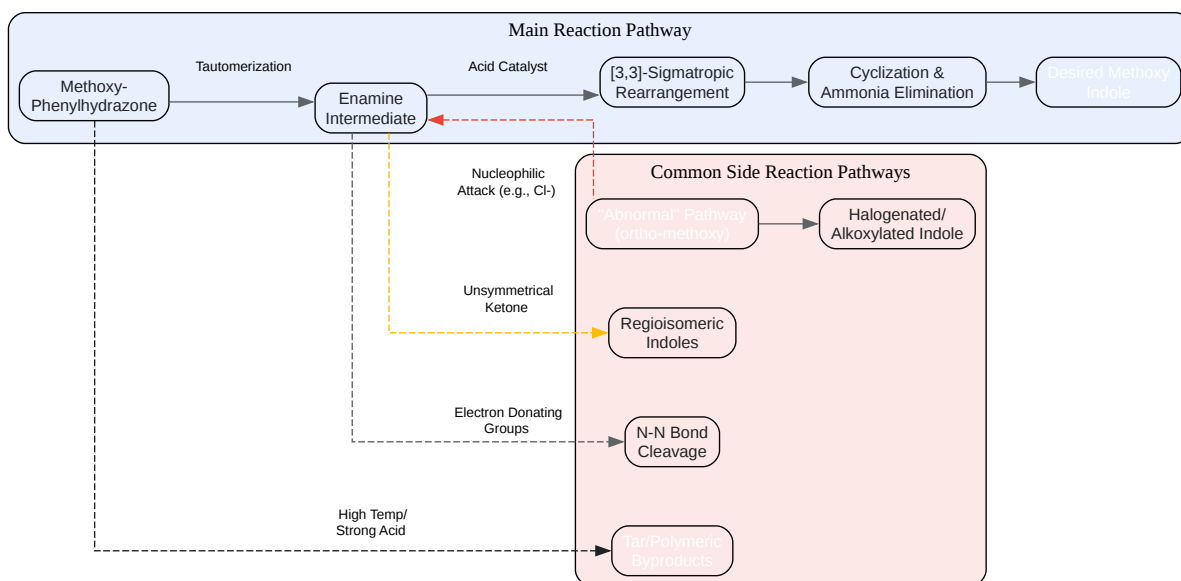 Main Reaction Pathway
Methoxy-
Phenylhydrazone
Tautomerization
Enamine
Intermediate
Acid Catalyst
[3,3]-Sigmatropic
Rearrangement
Cyclization &
Ammonia Elimination
Desired Methoxy
Indole
Common Side Reaction Pathways
Nucleophilic
Attack (e.g., Cl-)
"Abnormal" Pathway
(ortho-methoxy)
Halogenated/
Alkoxylated Indole
Unsymmetrical
Ketone
Regioisomeric
Indoles
Electron Donating
Groups
N-N Bond
Cleavage
High Temp/
Strong Acid
Tar/Polymeric
Byproducts